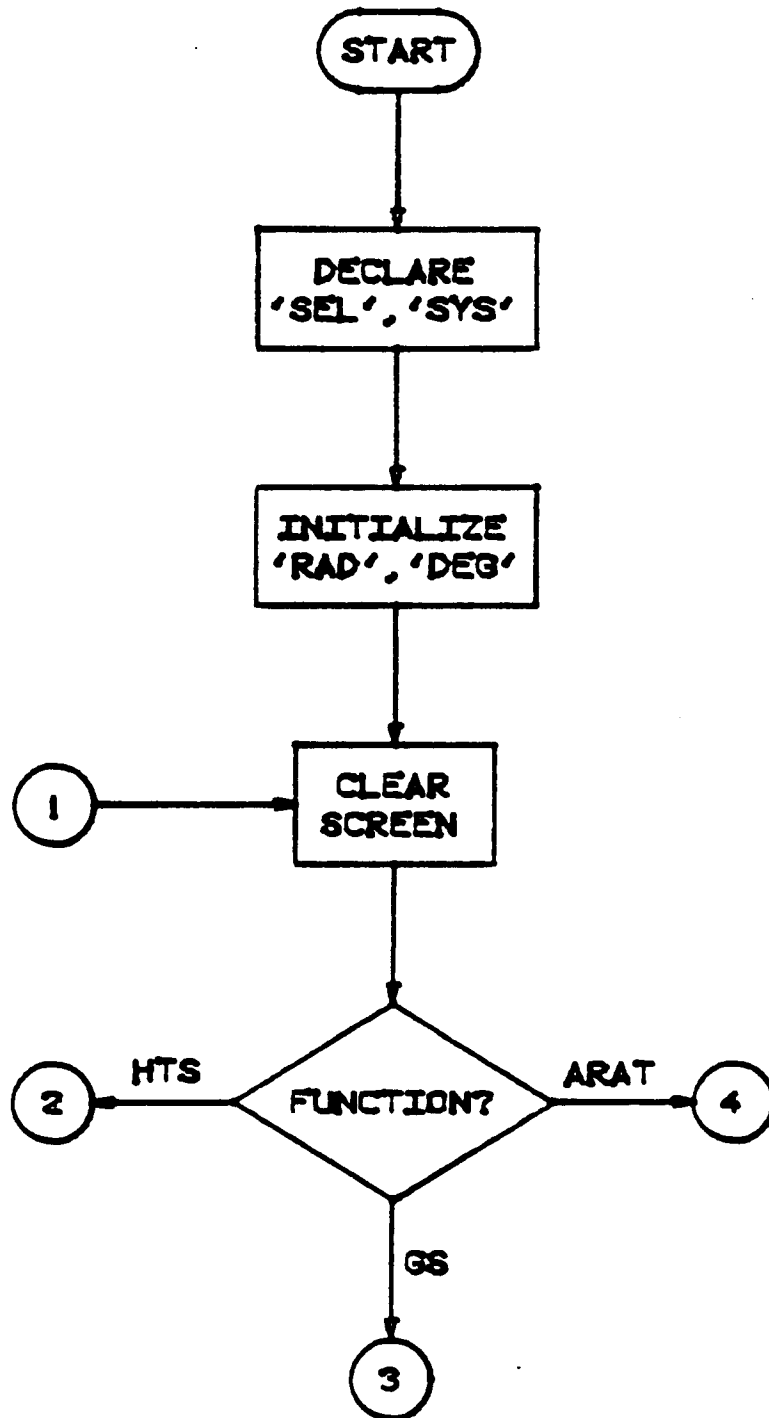 START
DECLARE
'SEL', 'SYS'
INITIALIZE
'RAD', 'DEG'
1
CLEAR
SCREEN
HTS
ARAT
2
FUNCTION?
4
GS
3